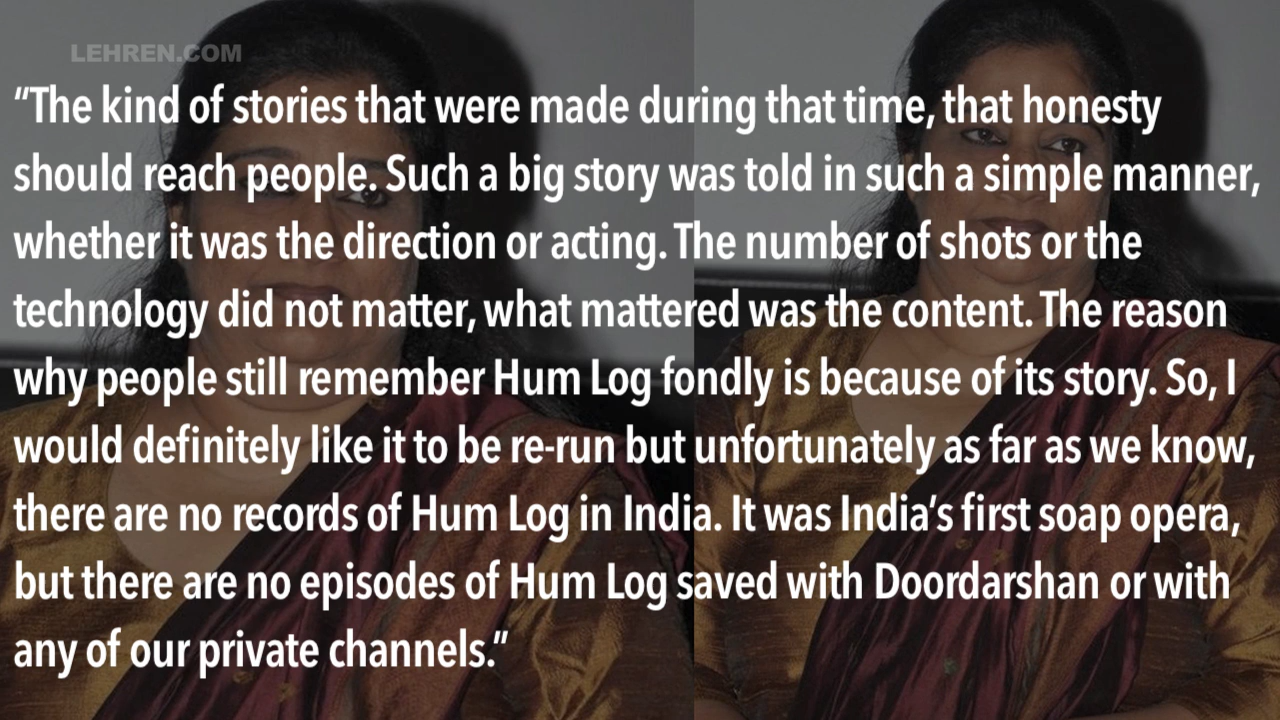 LEHREN.COM
“The kind of stories that were made during that time, that honesty
should reach people. Such a big story was told in such a simple manner,
whether it was the direction or acting. The number of shots or the
technology did not matter, what mattered was the content. The reason
why people still remember Hum Log fondly is because of its story. So, I
would definitely like it to be re-run but unfortunately as far as we know,
there are no records of Hum Log in India. It was India‘s first soap opera,
but there are no episodes of Hum Log saved with Doordarshan or with
any of our private channels.”